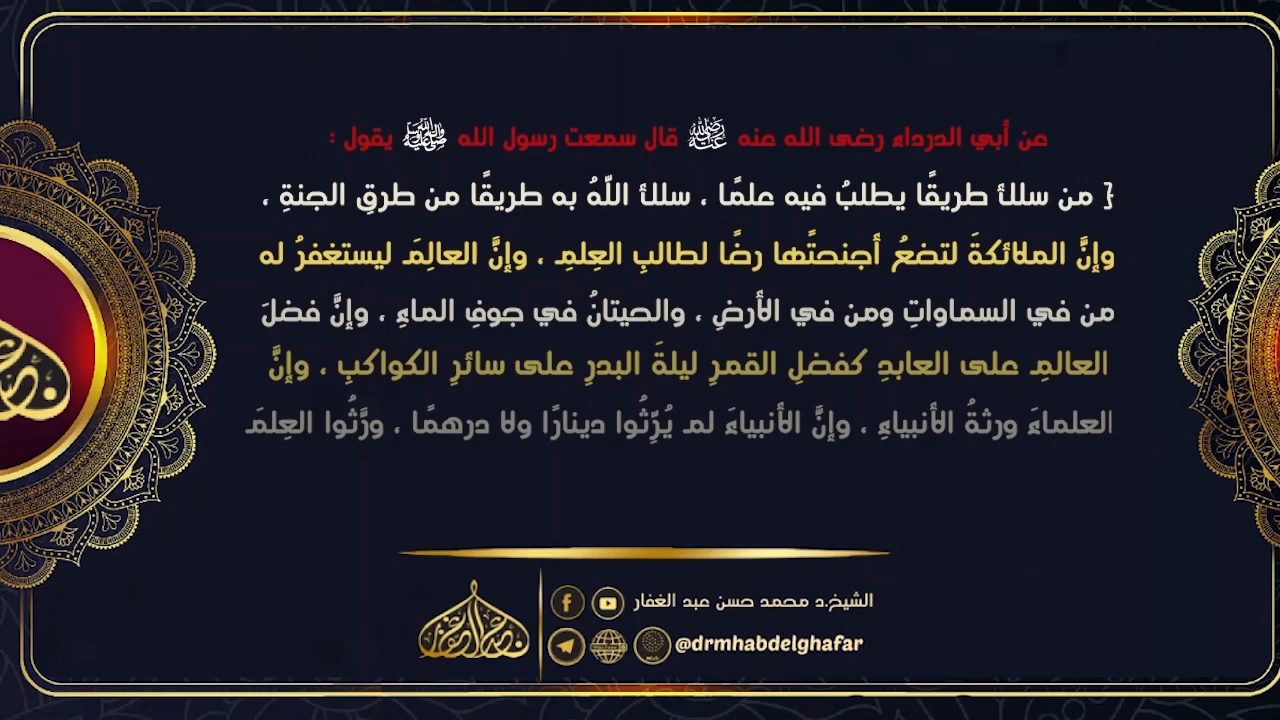 عن أبي الدرداء رضى الله عنه ﵁ قال سمعت رسول الله ﷺ يقول :
{ من سلك طريقًا يطلبُ فيه علمًا ، سلك اللّهُ به طريقًا من طرقِ الجنةِ ،
وإنَّ الملائكةَ لتضعُ أجنحتًها رضًا لطالبِ العِلمِ ، وإنَّ العالِمَ ليستغفرُ له
من في السماواتِ ومن في الأرضِ ، والحيتانُ في جوفِ الماءِ ، وإنَّ فضلَ
العالمِ على العابدِ كفضلِ القمرِ ليلةَ البدرِ على سائرِ الكواكبِ ، وإنَّ
العلماءَ ورثةُ الأنبياءِ ، وإنَّ الأنبياءَ لم يُرِّثُوا دينارًا ولا درهمًا ، ورَّثُوا العِلمَ
الشيخ.د محمد حسن عبد الغفار
@drmhabdelghafar